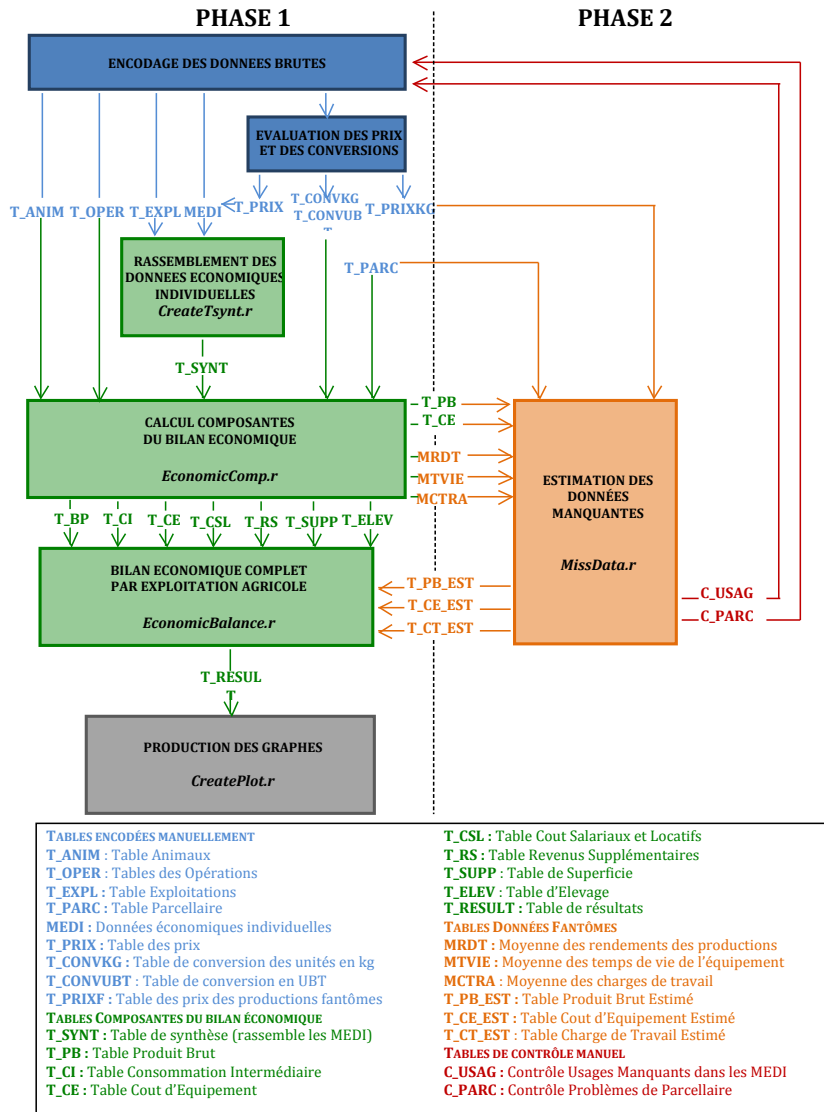 PHASE 1
PHASE 2
ENCODAGE DES DONNEES BRUTES
EVALUATION DES PRIX
ET DES CONVERSIONS
T_ANIM
T_OPER
T_EXPL
MEDI
T_PRIX
T_CONVKG
T_CONVUB
T_PRIXKG
RASSEMBLEMENT DES
DONNEES ECONOMIQUES
INDIVIDUELLES
CreateTsynt.r
T_PARC
T_SYNT
CALCUL COMPOSANTES
DU BILAN ECONOMIQUE
EconomicComp.r
T_PB
T_CE
MRDT
MTVIE
MCTRA
ESTIMATION DES
DONNÉES
MANQUANTES
MissData.r
T_BP
T_CI
T_CE
T_CSL
T_RS
T_SUPP
T_ELEV
BILAN ECONOMIQUE COMPLET
PAR EXPLOITATION AGRICOLE
EconomicBalance.r
T_PB_EST
T_CE_EST
T_CT_EST
C_USAG
C_PARC
T_RESUL
T
PRODUCTION DES GRAPHES
CreatePlot.r
TABLES ENCODÉES MANUELLEMENT
T_ANIM : Table Animaux
T_OPER : Tables des Opérations
T_EXPL : Table Exploitations
T_PARC : Table Parcellaire
MEDI : Données économiques individuelles
T_PRIX : Table des prix
T_CONVKG : Table de conversion des unités en kg
T_CONVUBT : Table de conversion en UBT
T_PRIXF : Table des prix des productions fantômes
TABLES COMPOSANTES DU BILAN ÉCONOMIQUE
T_SYNT : Table de synthèse (rassemble les MEDI)
T_PB : Table Produit Brut
T_CI : Table Consommation Intermédiaire
T_CE : Table Cout d'Equipement
T_CSL : Table Cout Salariaux et Locatifs
T_RS : Table Revenus Supplémentaires
T_SUPP : Table de Superficie
T_ELEV : Table d'Elevage
T_RESULT : Table de résultats
TABLES DONNÉES FANTÔMES
MRDT : Moyenne des rendements des productions
MTVIE : Moyenne des temps de vie de l'équipement
MCTRA : Moyenne des charges de travail
T_PB_EST : Table Produit Brut Estimé
T_CE_EST : Table Cout d'Equipement Estimé
T_CT_EST : Table Charge de Travail Estimé
TABLES DE CONTRÔLE MANUEL
C_USAG : Contrôle Usages Manquants dans les MEDI
C_PARC : Contrôle Problèmes de Parcellaire